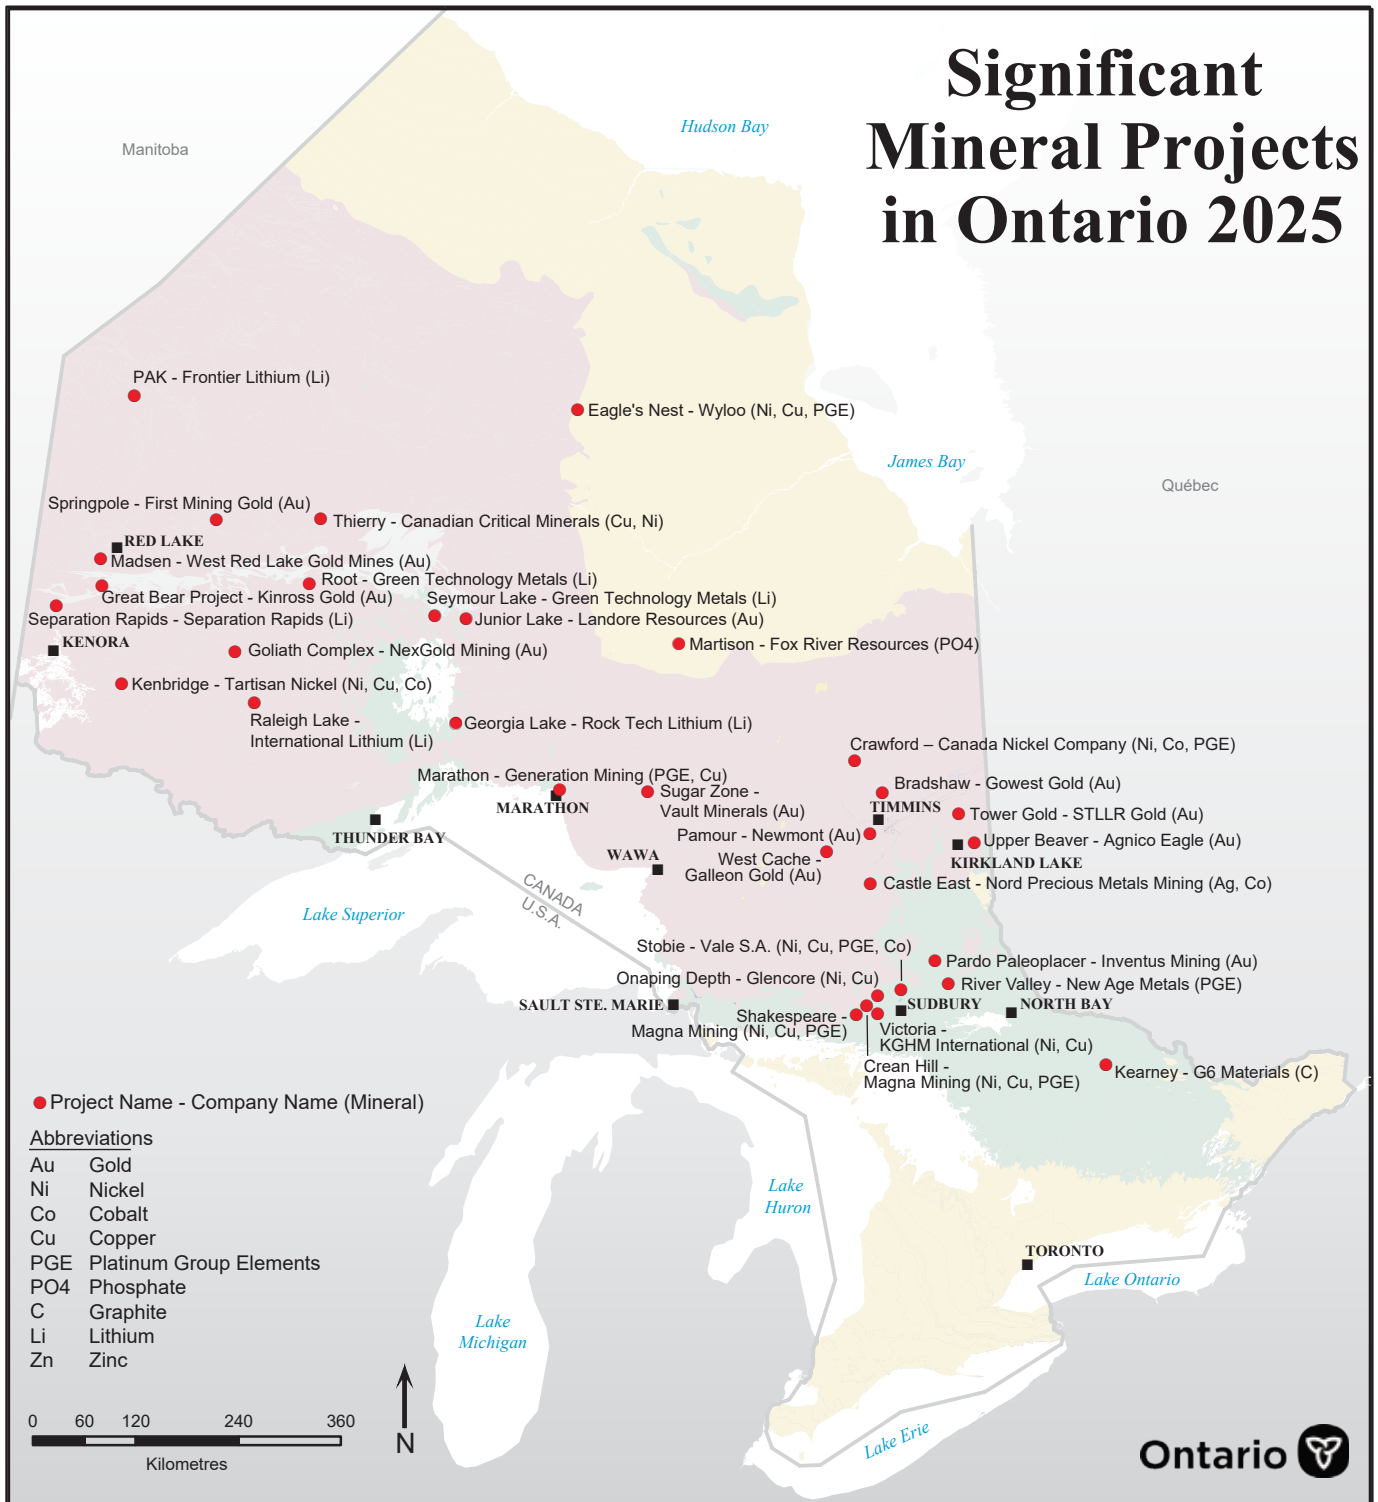 Significant
Mineral Projects
in Ontario 2025
Hudson Bay
Manitoba
PAK - Frontier Lithium (Li)
Eagle's Nest - Wyloo (Ni, Cu, PGE)
James Bay
Québec
Springpole - First Mining Gold (Au)
Thierry - Canadian Critical Minerals (Cu, Ni)
RED LAKE
Madsen - West Red Lake Gold Mines (Au)
Root - Green Technology Metals (Li)
Great Bear Project - Kinross Gold (Au)
Seymour Lake - Green Technology Metals (Li)
Separation Rapids - Separation Rapids (Li)
Junior Lake - Landore Resources (Au)
KENORA
Goliath Complex - NexGold Mining (Au)
Martison - Fox River Resources (PO4)
Kenbridge - Tartisan Nickel (Ni, Cu, Co)
Raleigh Lake -
International Lithium (Li)
Georgia Lake - Rock Tech Lithium (Li)
Crawford – Canada Nickel Company (Ni, Co, PGE)
Marathon - Generation Mining (PGE, Cu)
MARATHON
Sugar Zone -
Vault Minerals (Au)
Bradshaw - Gowest Gold (Au)
TIMMINS
Tower Gold - STLLR Gold (Au)
THUNDER BAY
Pamour - Newmont (Au)
Upper Beaver - Agnico Eagle (Au)
KIRKLAND LAKE
WAWA
West Cache -
Galleon Gold (Au)
Castle East - Nord Precious Metals Mining (Ag, Co)
CANADA
U.S.A.
Lake Superior
Stobie - Vale S.A. (Ni, Cu, PGE, Co)
Pardo Paleoplacer - Inventus Mining (Au)
Onaping Depth - Glencore (Ni, Cu)
River Valley - New Age Metals (PGE)
SAULT STE. MARIE
SUDBURY
NORTH BAY
Shakespeare -
Magna Mining (Ni, Cu, PGE)
Victoria -
KGHM International (Ni, Cu)
Crean Hill -
Magna Mining (Ni, Cu, PGE)
Kearney - G6 Materials (C)
Project Name - Company Name (Mineral)
Abbreviations
Au Gold
Ni Nickel
Co Cobalt
Cu Copper
PGE Platinum Group Elements
PO4 Phosphate
C Graphite
Li Lithium
Zn Zinc
Lake
Huron
TORONTO
Lake Ontario
Lake
Michigan
Lake Erie
0 60 120 240 360
Kilometres
N
Ontario